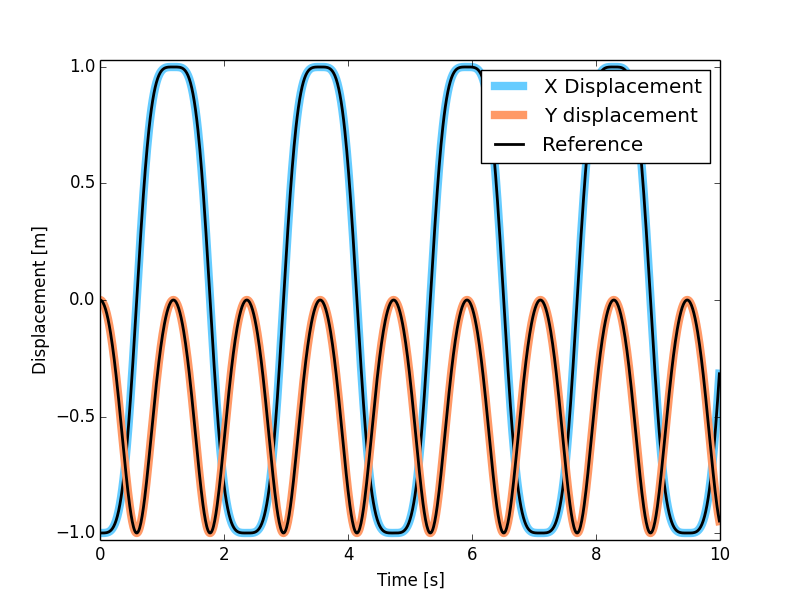 1.0
0.5
0.0
−0.5
−1.0
Displacement [m]
X Displacement
Y displacement
Reference
0
2
4
6
8
10
Time [s]